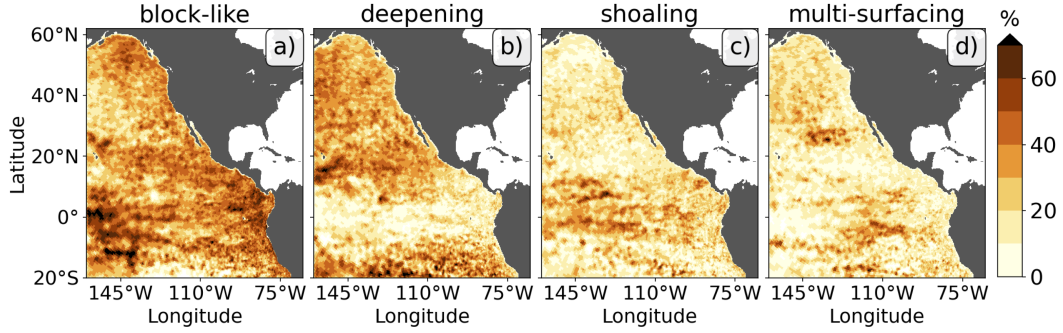 block-like
deepening
shoaling
multi-surfacing
%
a)
b)
c)
d)
60°N
40°N
20°N
0°
20°S
Latitude
145°W 110°W 75°W
145°W 110°W 75°W
145°W 110°W 75°W
145°W 110°W 75°W
Longitude
Longitude
Longitude
Longitude
60
40
20
0